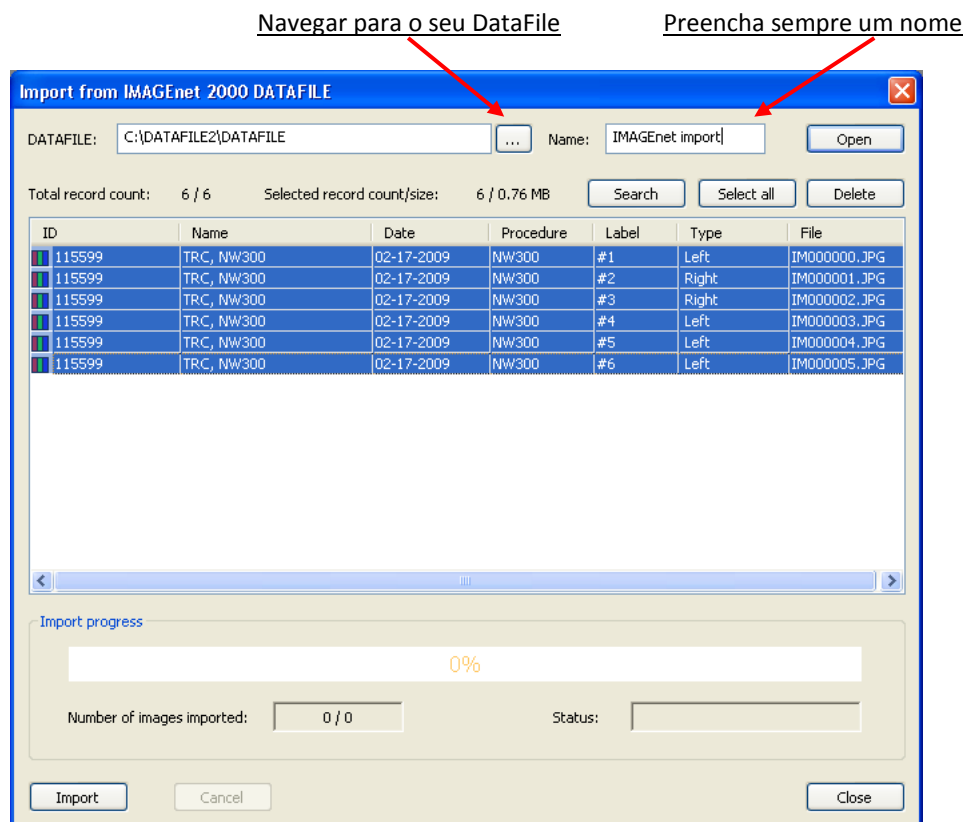 Navegar para o seu DataFile Preencha sempre um nome
Import from IMAGEnet 2000 DATAFILE
DATAFILE: C:\DATAFILE2\DATAFILE ... Name: IMAGEnet import Open
Total record count: 6 / 6 Selected record count/size: 6 / 0.76 MB Search Select all Delete
ID Name Date Procedure Label Type File
115599 TRC, NW300 02-17-2009 NW300 #1 Left IM000000.JPG
115599 TRC, NW300 02-17-2009 NW300 #2 Right IM000001.JPG
115599 TRC, NW300 02-17-2009 NW300 #3 Right IM000002.JPG
115599 TRC, NW300 02-17-2009 NW300 #4 Left IM000003.JPG
115599 TRC, NW300 02-17-2009 NW300 #5 Left IM000004.JPG
115599 TRC, NW300 02-17-2009 NW300 #6 Left IM000005.JPG
Import progress
0%
Number of images imported: 0 / 0 Status:
Import Cancel Close